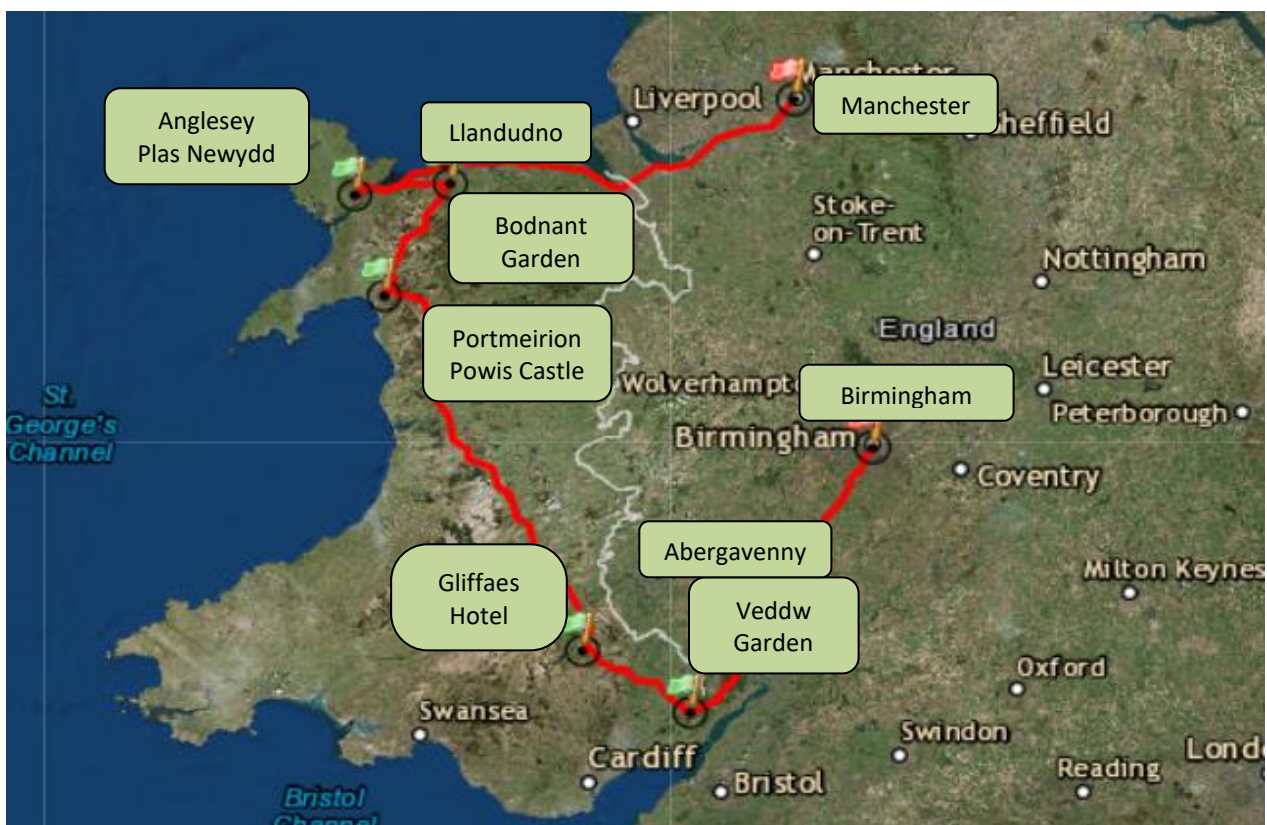 Manchester
Liverpool
Manchester
Sheffield
Anglesey
Plas Newydd
Llandudno
Stoke-
on-Trent
Bodnant
Garden
Nottingham
England
Portmeirion
Powis Castle
Leicester
Wolverhampt
Birmingham
Peterborough
St.
George's
Channel
Birmingham
Coventry
Abergavenny
Milton Keynes
Gliffaes
Hotel
Veddw
Garden
Oxford
Swansea
Swindon
Cardiff
Londo
Reading
Bristol
Bristol
Channel